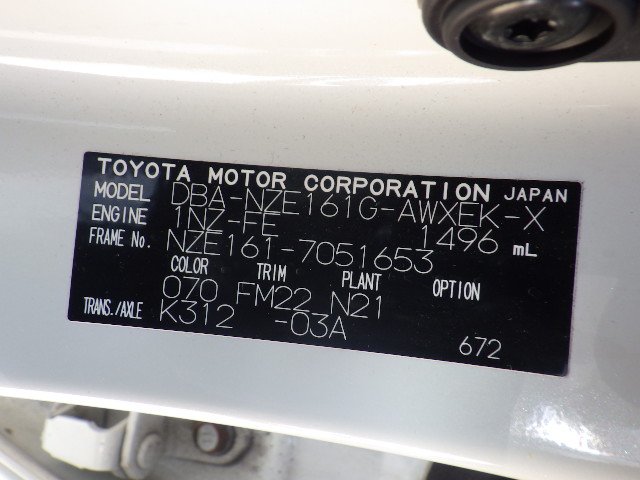 TOYOTA MOTOR CORPORATION JAPAN
MODEL DBA-NZE161G-AWXEK-X
ENGINE 1NZ-FE 1496 mL
FRAME No. NZE161-7051653
COLOR TRIM PLANT OPTION
070 FM22 N21
TRANS./AXLE K312 -03A
672